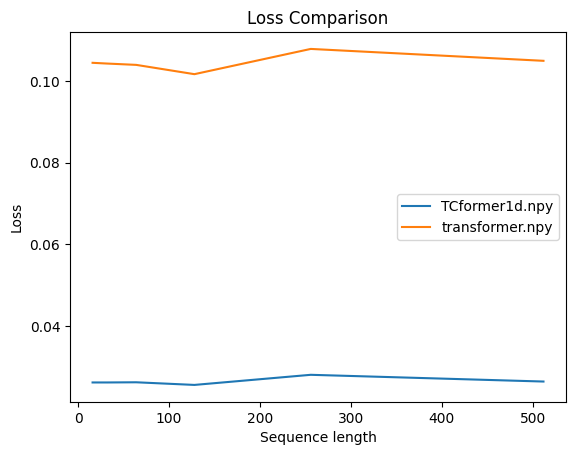 Loss Comparison
0.10
0.08
0.06
0.04
Loss
TCformer1d.npy
transformer.npy
0 100 200 300 400 500
Sequence length